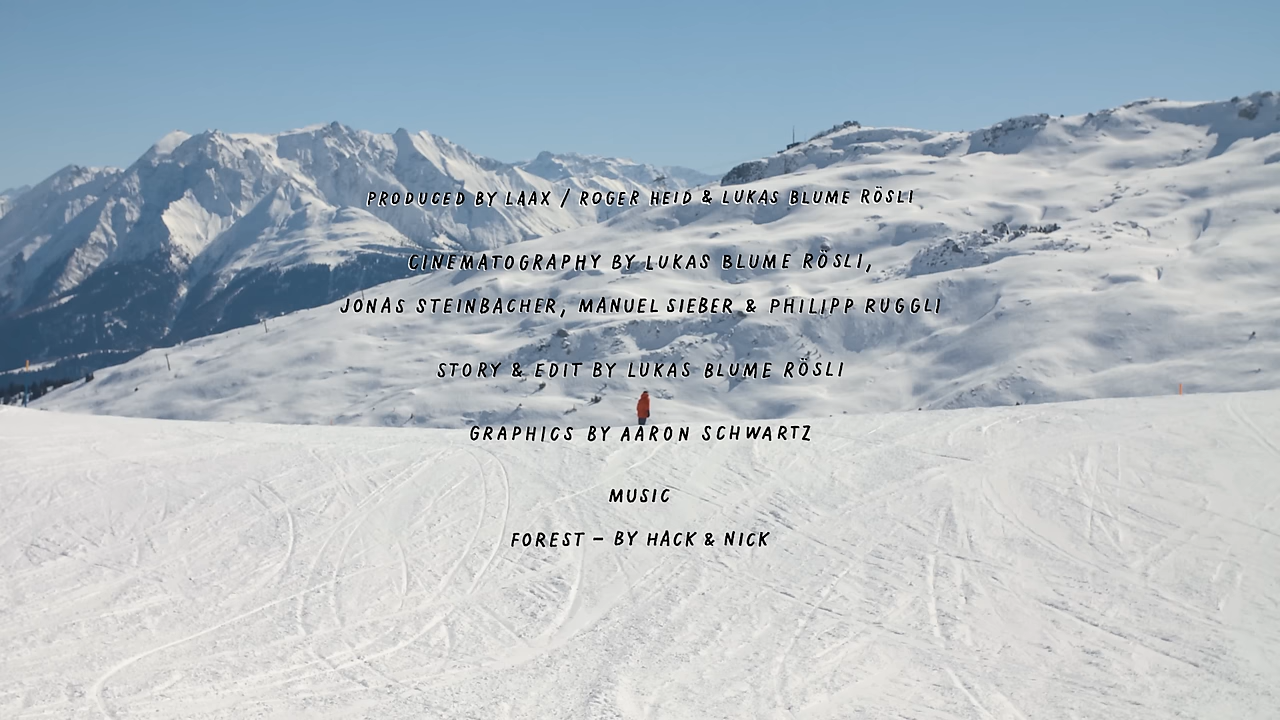 PRODUCED BY LAAX / ROGER HEID & LUKAS BLUME RÖSLI
CINEMATOGRAPHY BY LUKAS BLUME RÖSLI,
JONAS STEINBACHER, MANUEL SIEBER & PHILIPP RUGGLI
STORY & EDIT BY LUKAS BLUME RÖSLI
GRAPHICS BY AARON SCHWARTZ
MUSIC
FOREST – BY HACK & NICK